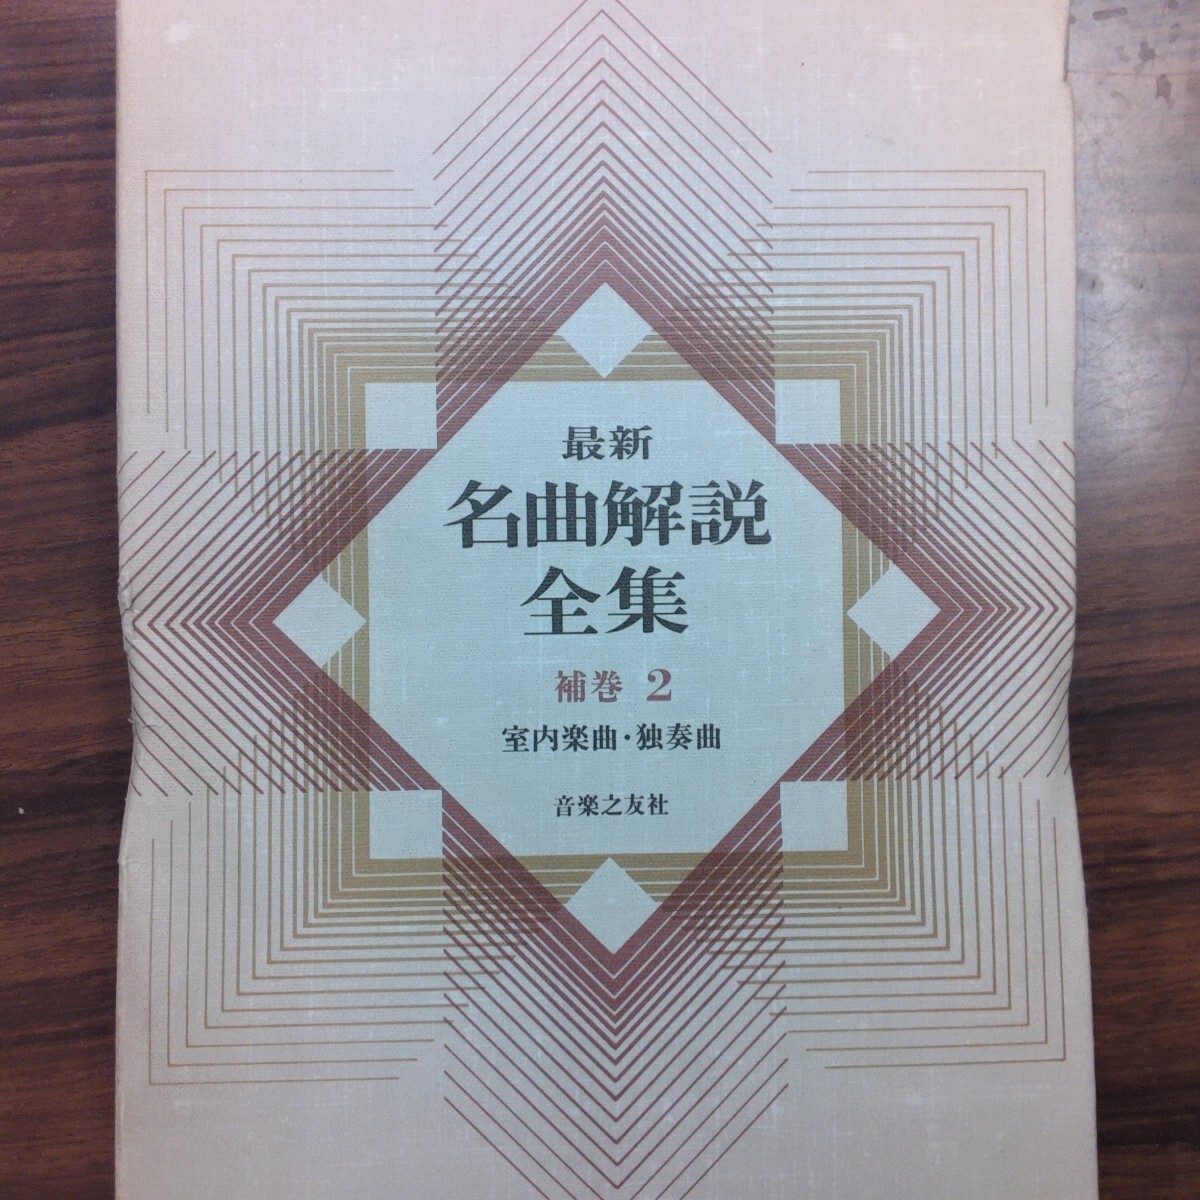 最新
名曲解説
全集
補巻 2
室内楽曲・独奏曲
音楽之友社